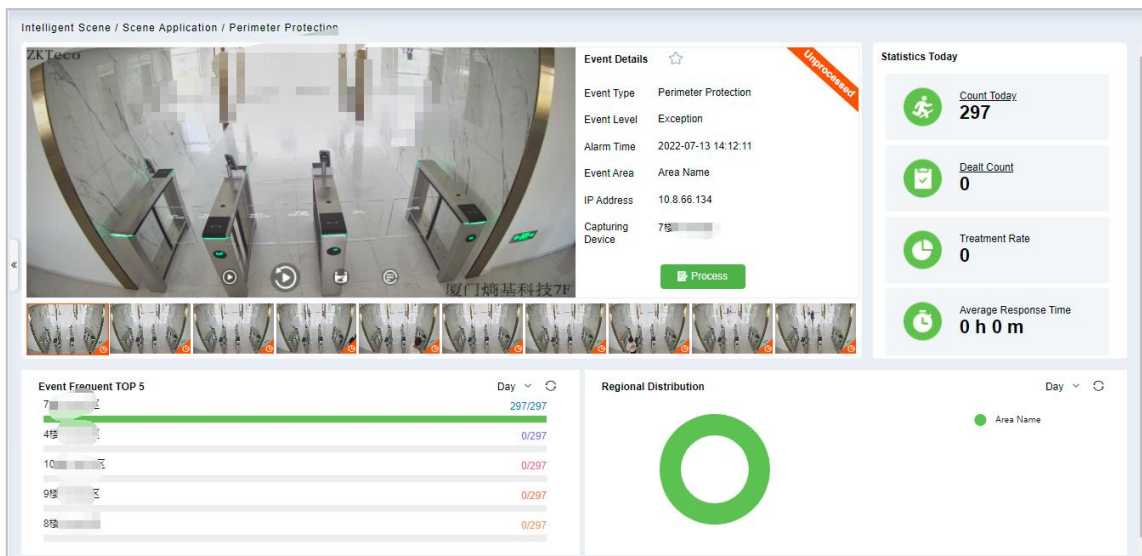 Intelligent Scene / Scene Application / Perimeter Protection
ZKTeco
厦门熵基科技7F
Event Details
Unprocessed
Event Type Perimeter Protection
Event Level Exception
Alarm Time 2022-07-13 14:12:11
Event Area Area Name
IP Address 10.8.66.134
Capturing Device 7楼
Process
Statistics Today
Count Today
297
Dealt Count
0
Treatment Rate
0
Average Response Time
0 h 0 m
Event Frequent TOP 5 Day
7 区
297/297
4楼
0/297
10 区
0/297
9楼 区
0/297
8楼
0/297
Regional Distribution Day
Area Name